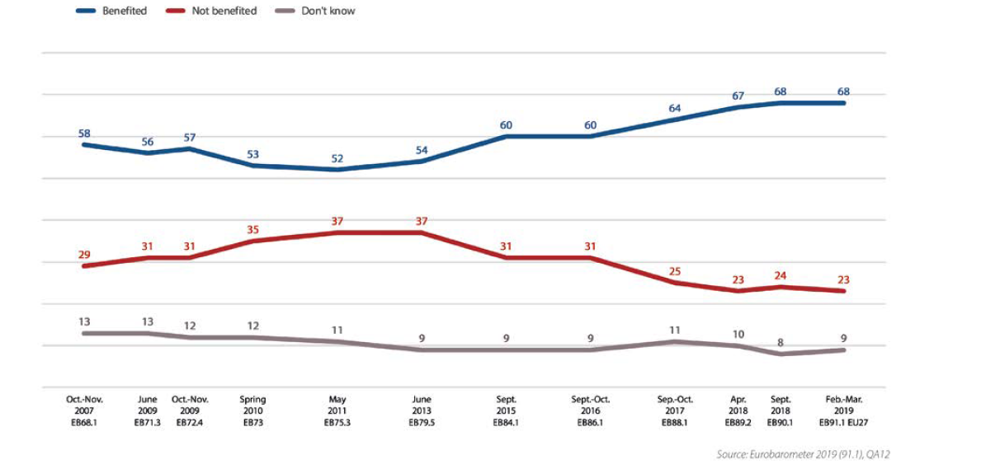 Benefited Not benefited Don't know
58 56 57 53 52 54 60 60 64 67 68 68
29 31 31 35 37 37 31 31 25 23 24 23
13 13 12 12 11 9 9 9 11 10 8 9
Oct.-Nov. June Oct.-Nov. Spring May June Sept. Sept.-Oct. Sep.-Oct. Apr. Sept. Feb.-Mar.
2007 2009 2009 2010 2011 2013 2015 2016 2017 2018 2018 2019
EB68.1 EB71.3 EB72.4 EB73 EB75.3 EB79.5 EB84.1 EB86.1 EB88.1 EB89.2 EB90.1 EB91.1 EU27
Source: Eurobarometer 2019 (91.1), QA12